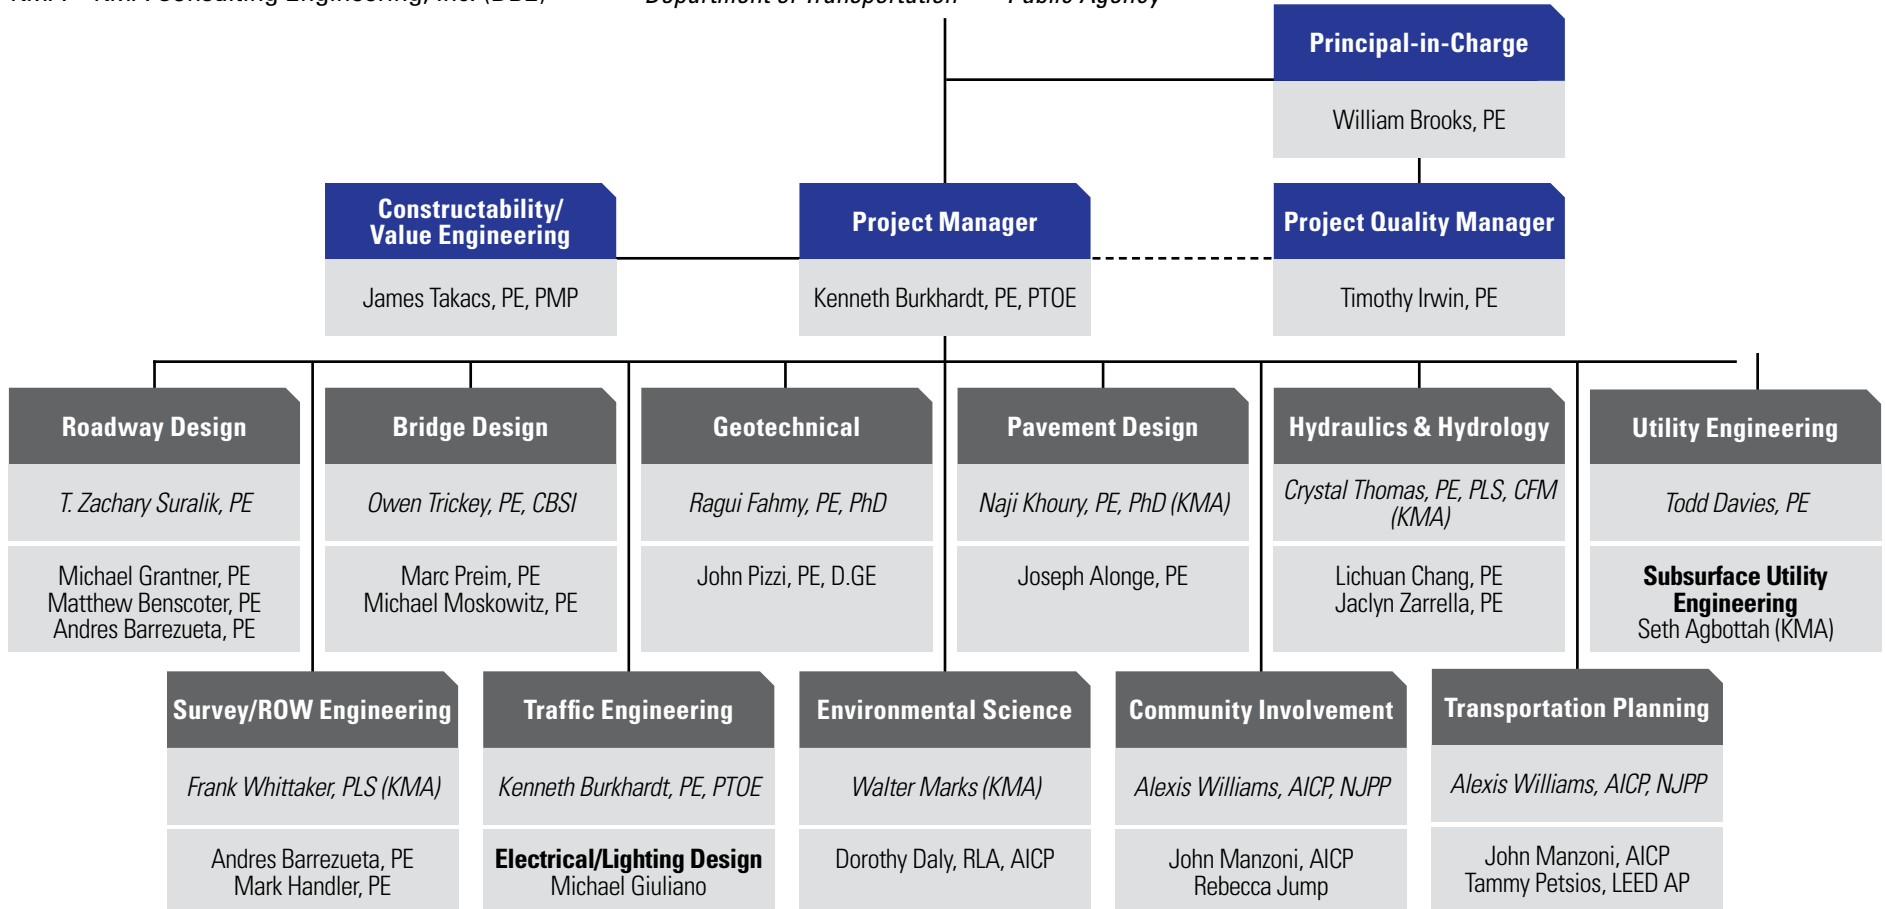 Principal-in-Charge
William Brooks, PE
Constructability/
Value Engineering
James Takacs, PE, PMP
Project Manager
Kenneth Burkhardt, PE, PTOE
Project Quality Manager
Timothy Irwin, PE
Roadway Design
T. Zachary Suralik, PE
Michael Grantner, PE
Matthew Benscoter, PE
Andres Barrezueta, PE
Bridge Design
Owen Trickey, PE, CBSI
Marc Preim, PE
Michael Moskowitz, PE
Geotechnical
Ragui Fahmy, PE, PhD
John Pizzi, PE, D.GE
Pavement Design
Naji Khoury, PE, PhD (KMA)
Joseph Alonge, PE
Hydraulics & Hydrology
Crystal Thomas, PE, PLS, CFM
(KMA)
Lichuan Chang, PE
Jaclyn Zarrella, PE
Utility Engineering
Todd Davies, PE
Subsurface Utility
Engineering
Seth Agbottah (KMA)
Survey/ROW Engineering
Frank Whittaker, PLS (KMA)
Andres Barrezueta, PE
Mark Handler, PE
Traffic Engineering
Kenneth Burkhardt, PE, PTOE
Electrical/Lighting Design
Michael Giuliano
Environmental Science
Walter Marks (KMA)
Dorothy Daly, RLA, AICP
Community Involvement
Alexis Williams, AICP, NJPP
John Manzoni, AICP
Rebecca Jump
Transportation Planning
Alexis Williams, AICP, NJPP
John Manzoni, AICP
Tammy Petsios, LEED AP